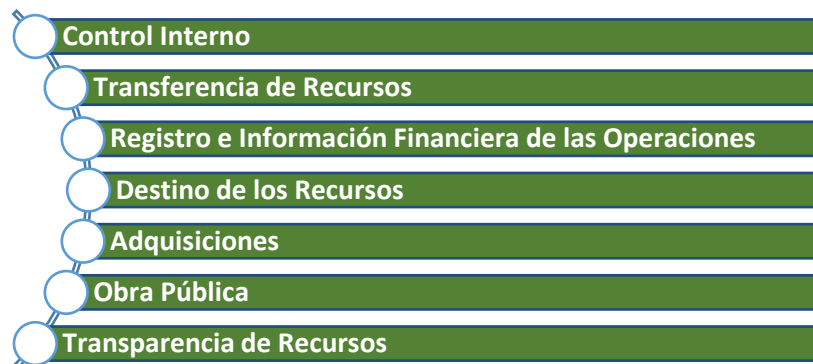 Control Interno
Transferencia de Recursos
Registro e Información Financiera de las Operaciones
Destino de los Recursos
Adquisiciones
Obra Pública
Transparencia de Recursos